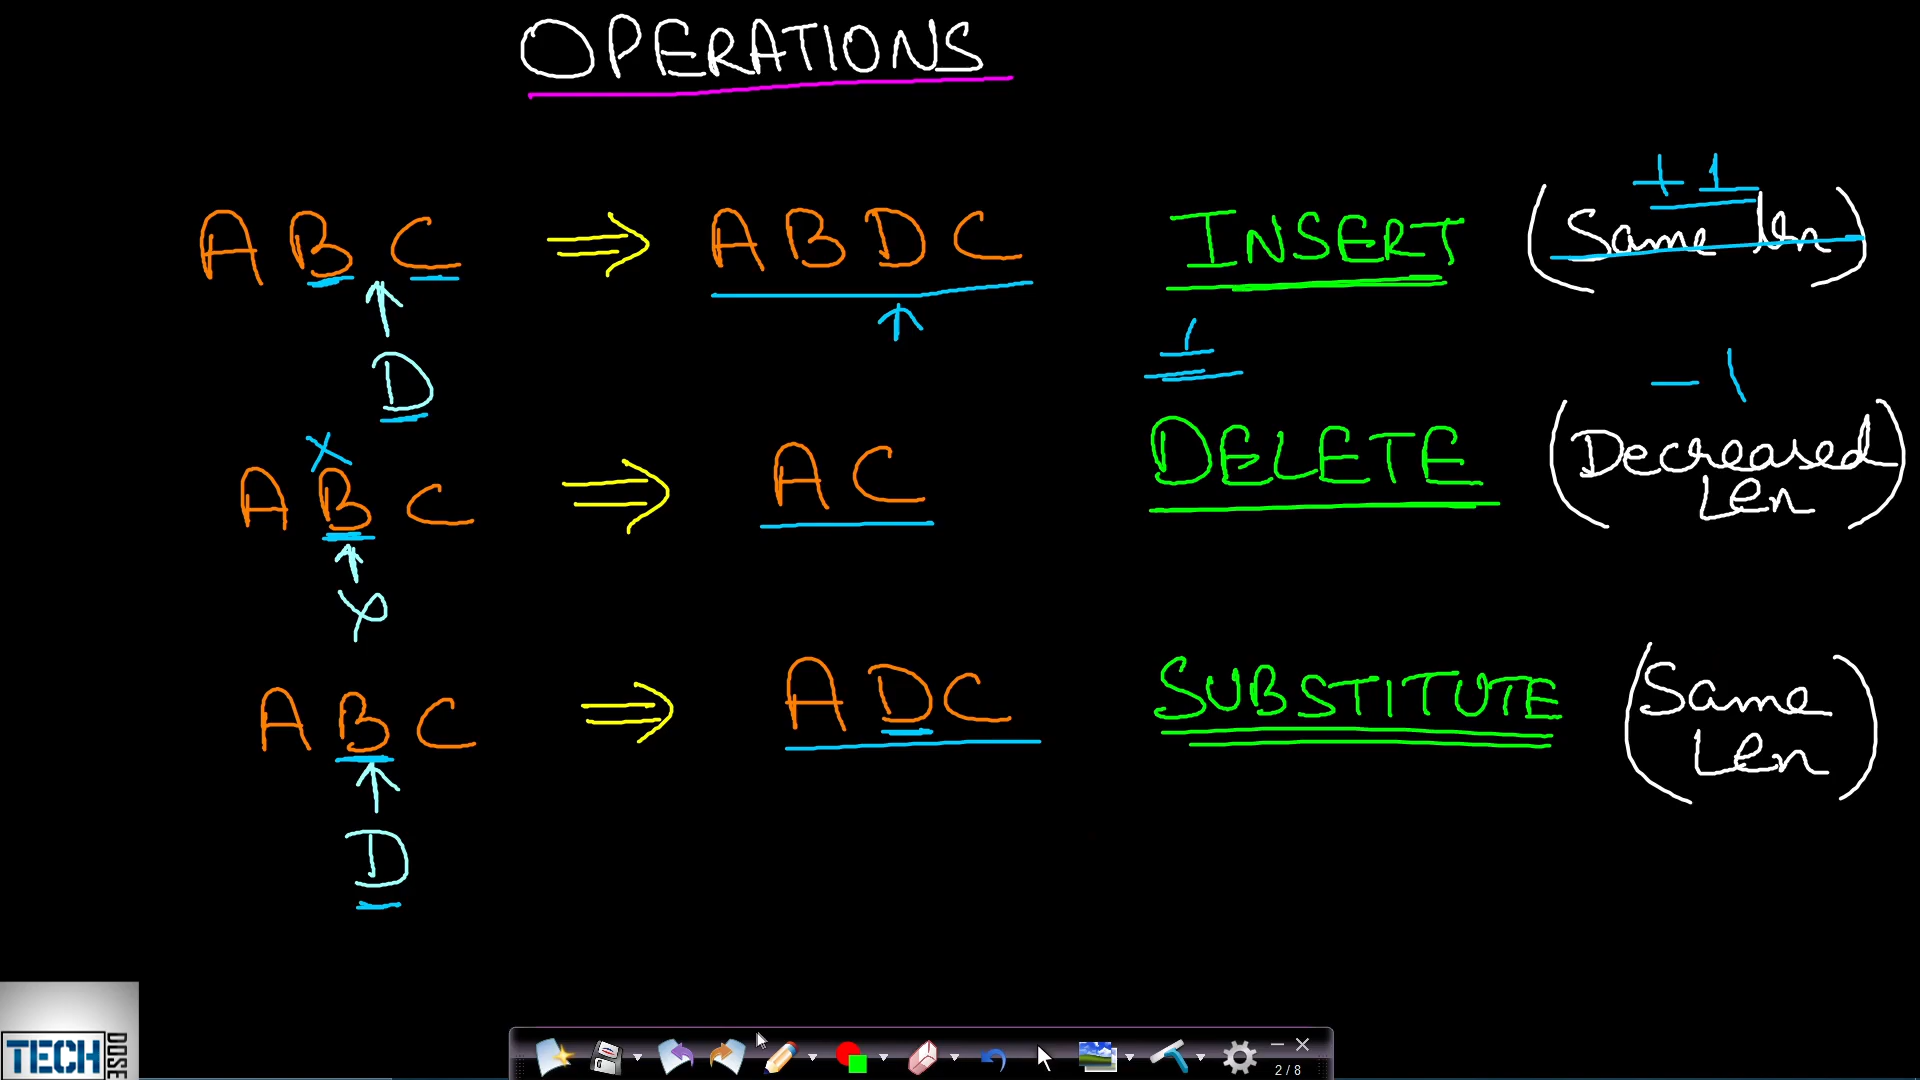 OPERATIONS
+1
A B C ⇒ A B D C INSERT (Same len)
D
1
-1
x
A B C ⇒ A C DELETE (Decreased
Len)
A B C ⇒ A D C SUBSTITUTE (Same
Len)
D
TECH DOSE
2 / 8